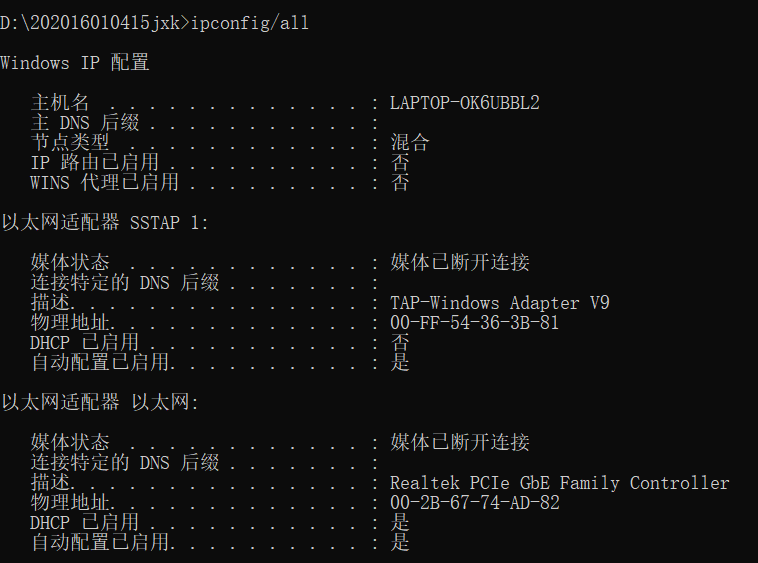 D:\202016010415jxk>ipconfig/all
Windows IP 配置
主机名 . . . . . . . . . . . . . : LAPTOP-OK6UBBL2
主 DNS 后缀 . . . . . . . . . . . :
节点类型 . . . . . . . . . . . . : 混合
IP 路由已启用 . . . . . . . . . . : 否
WINS 代理已启用 . . . . . . . . . : 否
以太网适配器 SSTAP 1:
媒体状态 . . . . . . . . . . . . : 媒体已断开连接
连接特定的 DNS 后缀 . . . . . . . :
描述. . . . . . . . . . . . . . . : TAP-Windows Adapter V9
物理地址. . . . . . . . . . . . . : 00-FF-54-36-3B-81
DHCP 已启用 . . . . . . . . . . . : 否
自动配置已启用. . . . . . . . . . : 是
以太网适配器 以太网:
媒体状态 . . . . . . . . . . . . : 媒体已断开连接
连接特定的 DNS 后缀 . . . . . . . :
描述. . . . . . . . . . . . . . . : Realtek PCIe GbE Family Controller
物理地址. . . . . . . . . . . . . : 00-2B-67-74-AD-82
DHCP 已启用 . . . . . . . . . . . : 是
自动配置已启用. . . . . . . . . . : 是